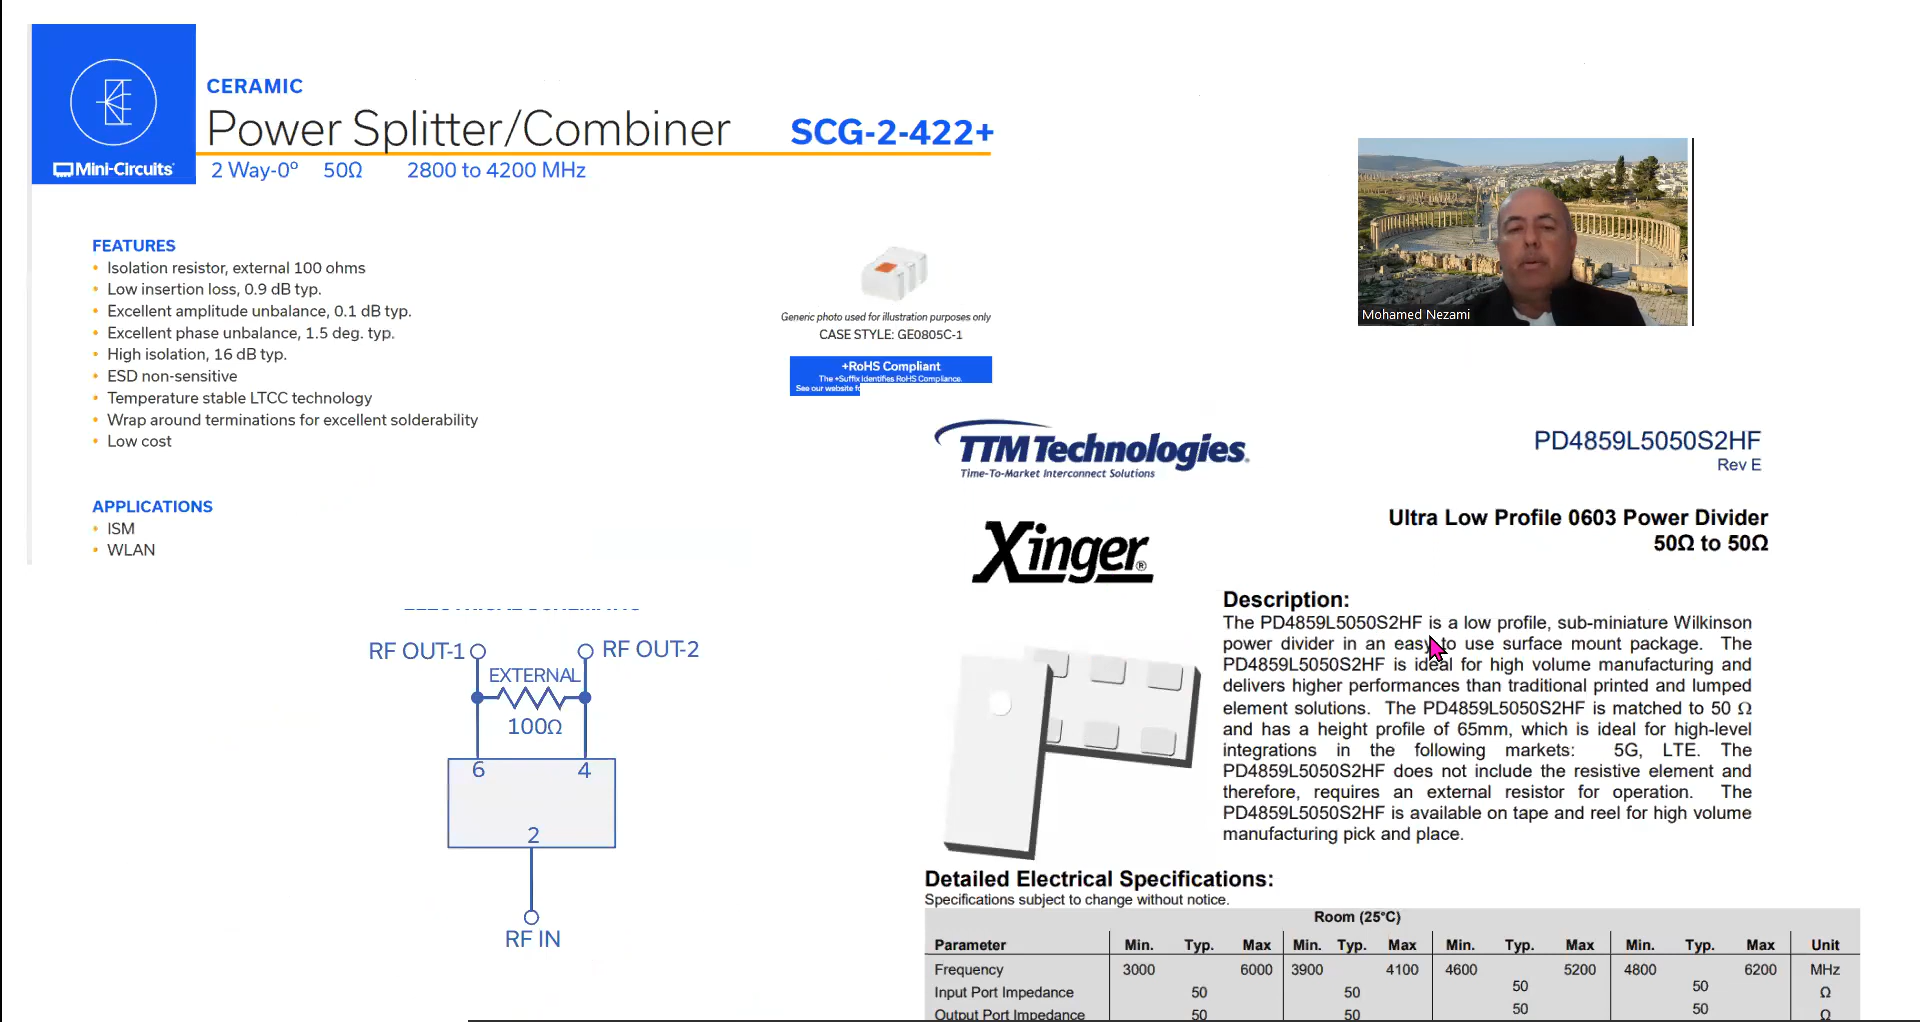 CERAMIC
Power Splitter/Combiner
SCG-2-422+
Mini-Circuits
2 Way-0° 50Ω 2800 to 4200 MHz
FEATURES
• Isolation resistor, external 100 ohms
• Low insertion loss, 0.9 dB typ.
• Excellent amplitude unbalance, 0.1 dB typ.
• Excellent phase unbalance, 1.5 deg. typ.
• High isolation, 16 dB typ.
• ESD non-sensitive
• Temperature stable LTCC technology
• Wrap around terminations for excellent solderability
• Low cost
APPLICATIONS
• ISM
• WLAN
Generic photo used for illustration purposes only
CASE STYLE: GE0805C-1
+RoHS Compliant
The +Suffix identifies RoHS Compliance.
See our website
Mohamed Nezami
RF OUT-1
RF OUT-2
EXTERNAL
100Ω
6
4
2
RF IN
TTM Technologies.
Time-To-Market Interconnect Solutions
PD4859L5050S2HF
Rev E
Xinger®
Ultra Low Profile 0603 Power Divider
50Ω to 50Ω
Description:
The PD4859L5050S2HF is a low profile, sub-miniature Wilkinson
power divider in an easy to use surface mount package. The
PD4859L5050S2HF is ideal for high volume manufacturing and
delivers higher performances than traditional printed and lumped
element solutions. The PD4859L5050S2HF is matched to 50 Ω
and has a height profile of 65mm, which is ideal for high-level
integrations in the following markets: 5G, LTE. The
PD4859L5050S2HF does not include the resistive element and
therefore, requires an external resistor for operation. The
PD4859L5050S2HF is available on tape and reel for high volume
manufacturing pick and place.
Detailed Electrical Specifications:
Specifications subject to change without notice.
Room (25°C)
Parameter Min. Typ. Max Min. Typ. Max Min. Typ. Max Min. Typ. Max Unit
Frequency 3000 6000 3900 4100 4600 5200 4800 6200 MHz
Input Port Impedance 50 50 50 50 Ω
Output Port Impedance 50 50 50 50 Ω